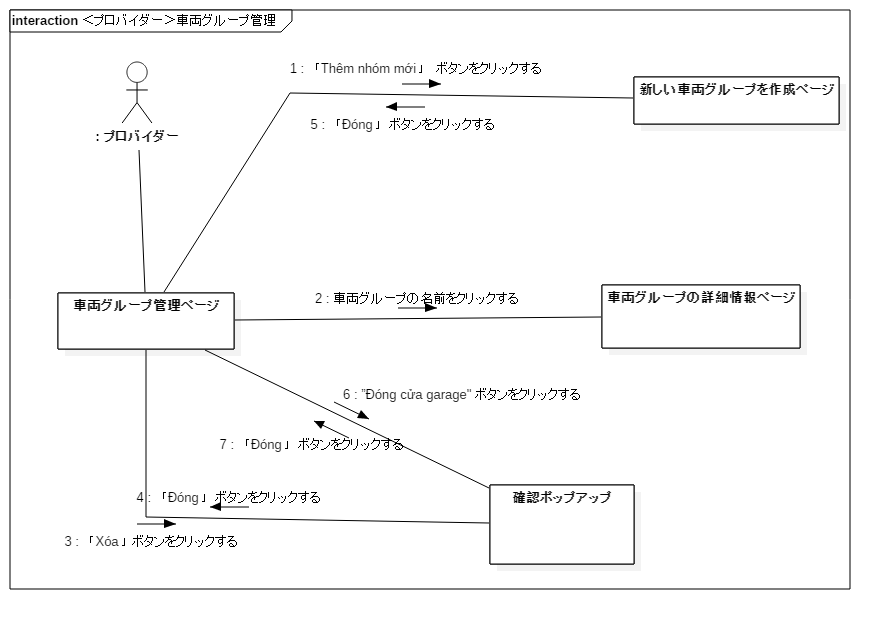 interaction ＜プロバイダー＞車両グループ管理
1 : 「Thêm nhóm mới」 ボタンをクリックする
新しい車両グループを作成ページ
5 : 「Đóng」 ボタンをクリックする
: プロバイダー
2 : 車両グループの名前をクリックする
車両グループの詳細情報ページ
車両グループ管理ページ
6 : ”Đóng cửa garage" ボタンをクリックする
7 : 「Đóng」 ボタンをクリックする
4 : 「Đóng」 ボタンをクリックする
確認ポップアップ
3 : 「Xóa」ボタンをクリックする